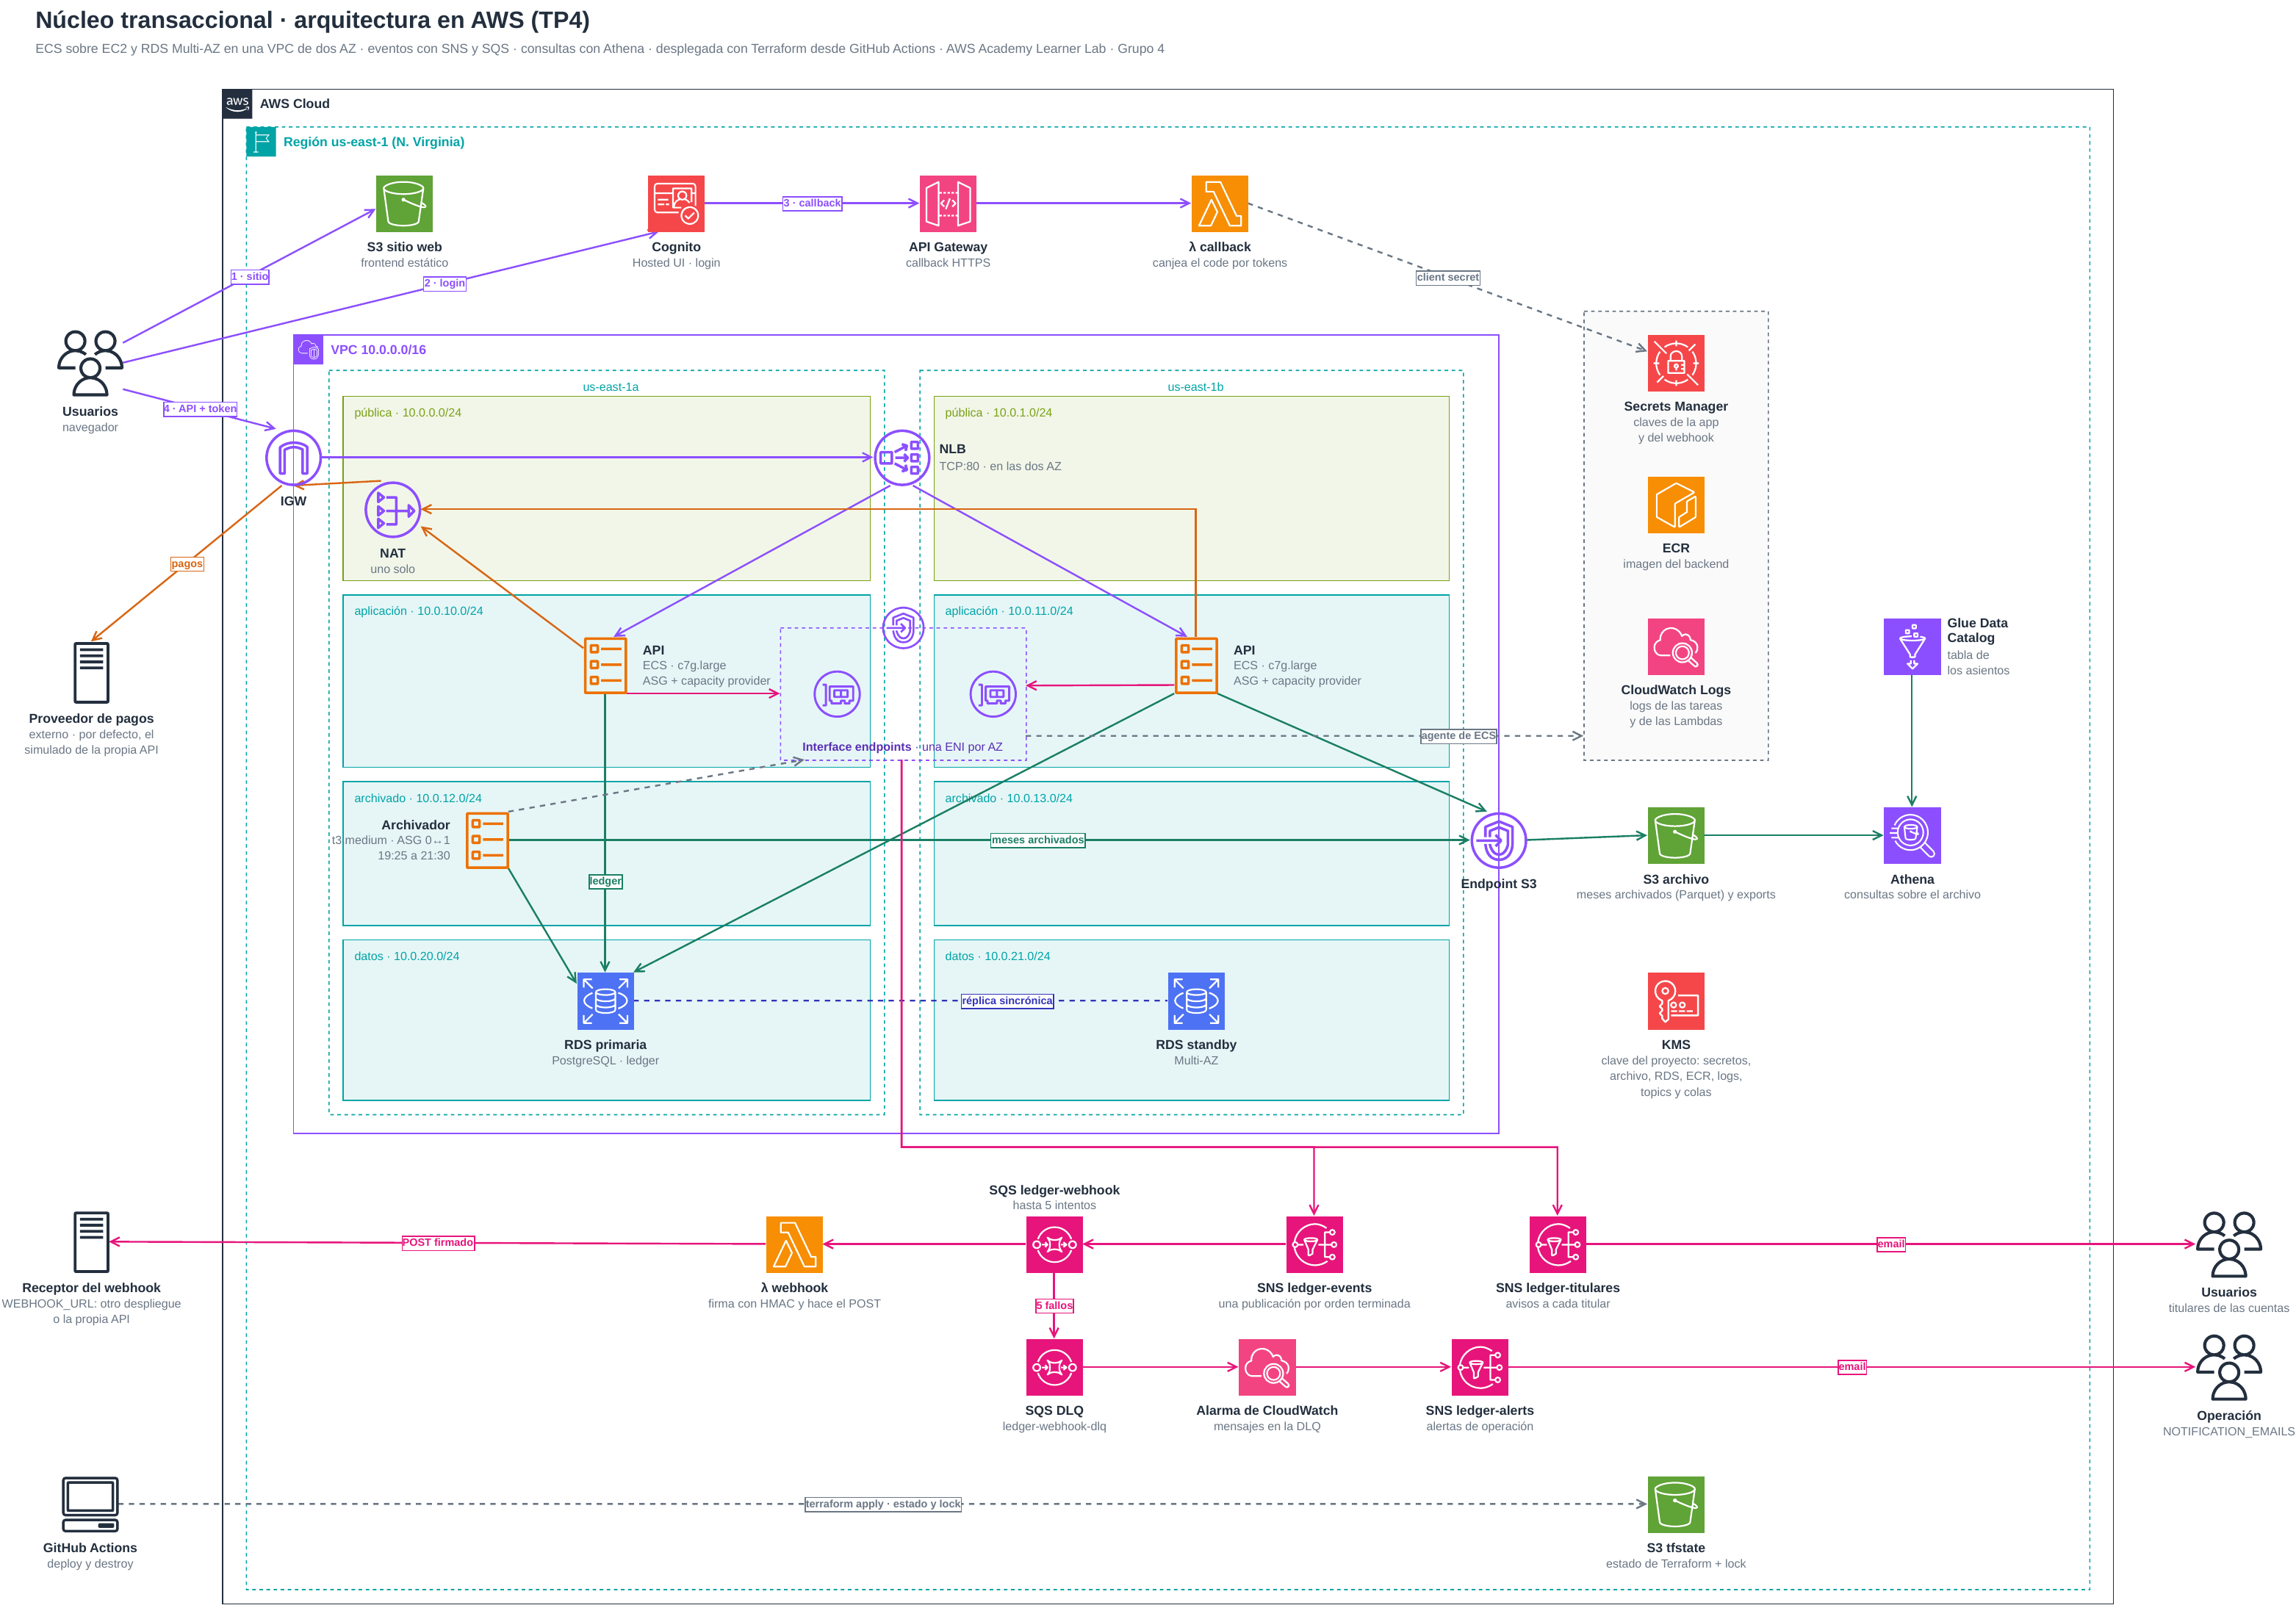 Núcleo transaccional · arquitectura en AWS (TP4)
ECS sobre EC2 y RDS Multi-AZ en una VPC de dos AZ · eventos con SNS y SQS · consultas con Athena · desplegada con Terraform desde GitHub Actions · AWS Academy Learner Lab · Grupo 4
aws
AWS Cloud
Región us-east-1 (N. Virginia)
S3 sitio web
frontend estático
Cognito
Hosted UI · login
3 · callback
API Gateway
callback HTTPS
λ callback
canjea el code por tokens
1 · sitio
2 · login
client secret
Usuarios
navegador
4 · API + token
VPC 10.0.0.0/16
us-east-1a
us-east-1b
pública · 10.0.0.0/24
pública · 10.0.1.0/24
IGW
NLB
TCP:80 · en las dos AZ
NAT
uno solo
pagos
Secrets Manager
claves de la app
y del webhook
ECR
imagen del backend
CloudWatch Logs
logs de las tareas
y de las Lambdas
Glue Data
Catalog
tabla de
los asientos
aplicación · 10.0.10.0/24
aplicación · 10.0.11.0/24
API
ECS · c7g.large
ASG + capacity provider
API
ECS · c7g.large
ASG + capacity provider
Interface endpoints · una ENI por AZ
agente de ECS
Proveedor de pagos
externo · por defecto, el
simulado de la propia API
archivado · 10.0.12.0/24
archivado · 10.0.13.0/24
Archivador
t3.medium · ASG 0↔1
19:25 a 21:30
meses archivados
ledger
Endpoint S3
S3 archivo
meses archivados (Parquet) y exports
Athena
consultas sobre el archivo
datos · 10.0.20.0/24
datos · 10.0.21.0/24
réplica sincrónica
RDS primaria
PostgreSQL · ledger
RDS standby
Multi-AZ
KMS
clave del proyecto: secretos,
archivo, RDS, ECR, logs,
topics y colas
SQS ledger-webhook
hasta 5 intentos
POST firmado
email
Receptor del webhook
WEBHOOK_URL: otro despliegue
o la propia API
λ webhook
firma con HMAC y hace el POST
5 fallos
SNS ledger-events
una publicación por orden terminada
SNS ledger-titulares
avisos a cada titular
Usuarios
titulares de las cuentas
email
SQS DLQ
ledger-webhook-dlq
Alarma de CloudWatch
mensajes en la DLQ
SNS ledger-alerts
alertas de operación
Operación
NOTIFICATION_EMAILS
terraform apply · estado y lock
GitHub Actions
deploy y destroy
S3 tfstate
estado de Terraform + lock